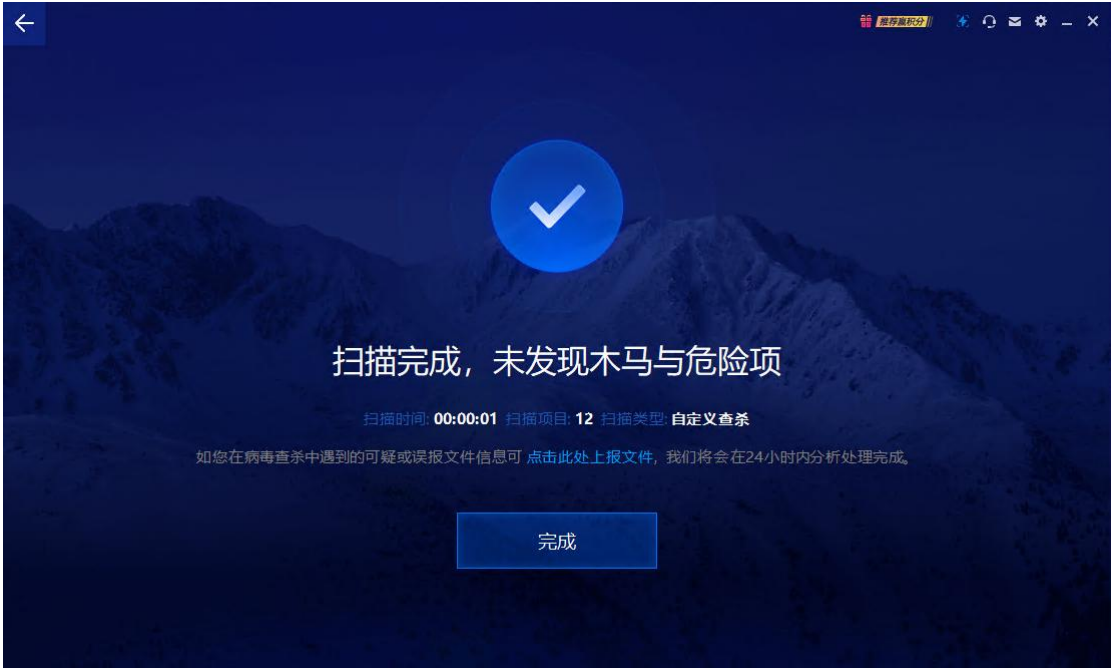 推荐赢积分
扫描完成，未发现木马与危险项
扫描时间: 00:00:01 扫描项目: 12 扫描类型: 自定义查杀
如您在病毒查杀中遇到的可疑或误报文件信息可 点击此处上报文件，我们将会在24小时内分析处理完成。
完成